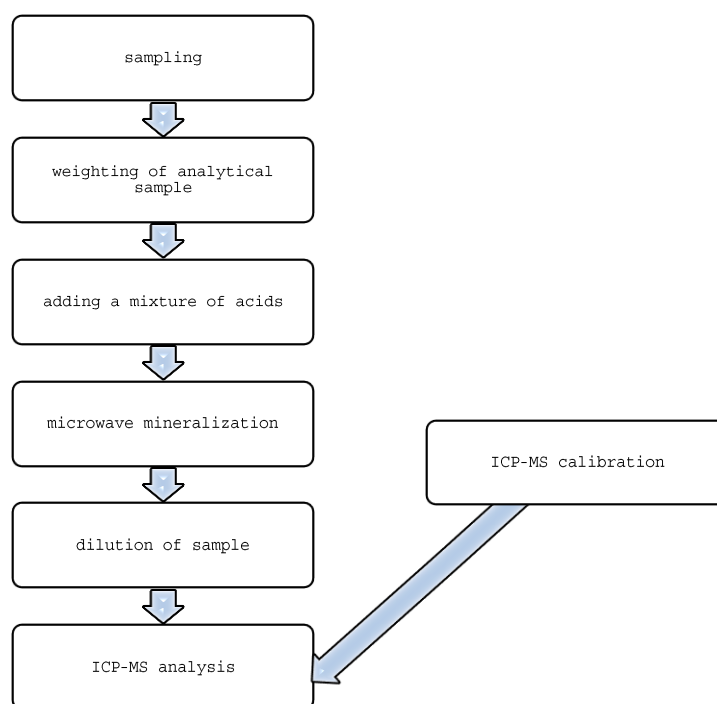 sampling
weighting of analytical
sample
adding a mixture of acids
microwave mineralization
ICP-MS calibration
dilution of sample
ICP-MS analysis